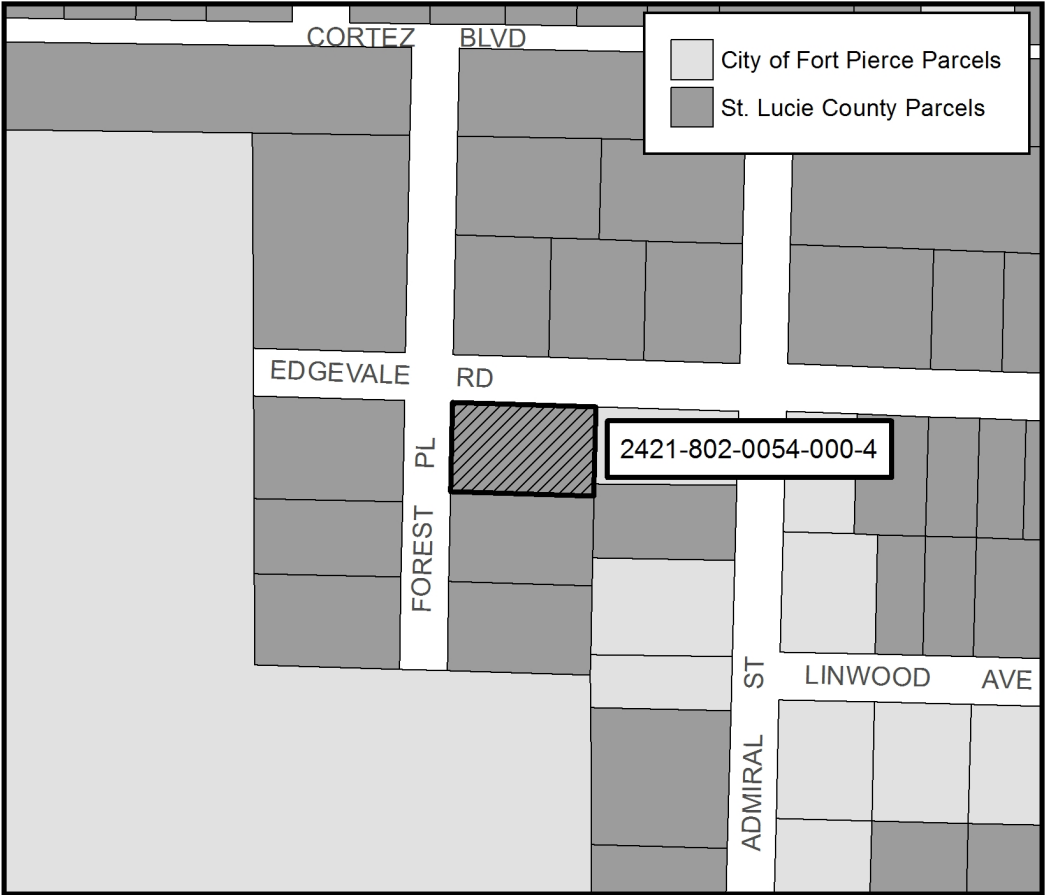 CORTEZ BLVD
City of Fort Pierce Parcels
St. Lucie County Parcels
EDGEVALE RD
2421-802-0054-000-4
FOREST PL
LINWOOD AVE
ADMIRAL ST